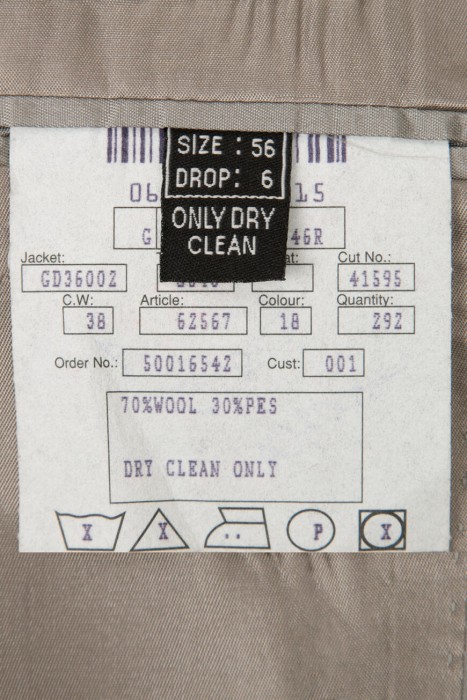 SIZE : 56
DROP: 6
ONLY DRY
CLEAN
06 15
G 46R
Jacket: Cut No.:
GD36002 41595
C.W: Article: Colour: Quantity:
38 62567 18 292
Order No.: 50016542 Cust: 001
70%WOOL 30%PES
DRY CLEAN ONLY
X X .. P X